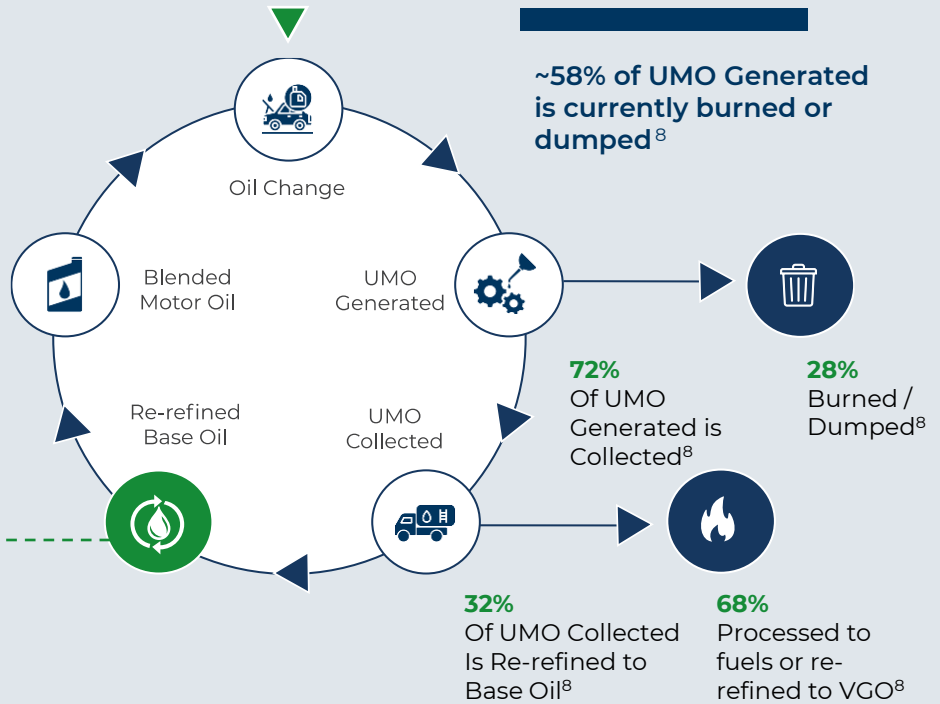 ~58% of UMO Generated
is currently burned or
dumped⁸
Oil Change
Blended
Motor Oil
UMO
Generated
72%
Of UMO
Generated is
Collected⁸
28%
Burned /
Dumped⁸
Re-refined
Base Oil
UMO
Collected
32%
Of UMO Collected
Is Re-refined to
Base Oil⁸
68%
Processed to
fuels or re-
refined to VGO⁸